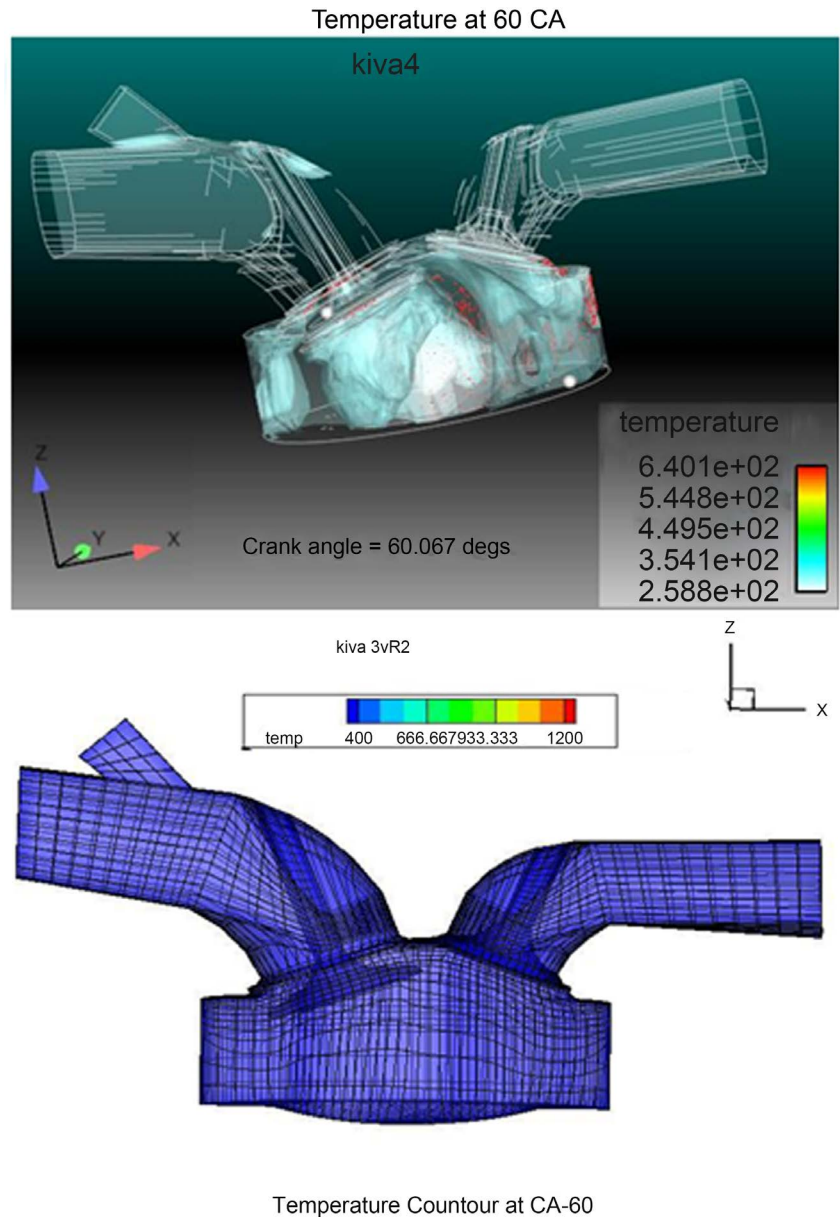 Temperature at 60 CA
kiva4
temperature
6.401e+02
5.448e+02
4.495e+02
3.541e+02
2.588e+02
Z
Y
X
Crank angle = 60.067 degs
kiva 3vR2
Z
X
temp 400 666.667933.333 1200
Temperature Countour at CA-60